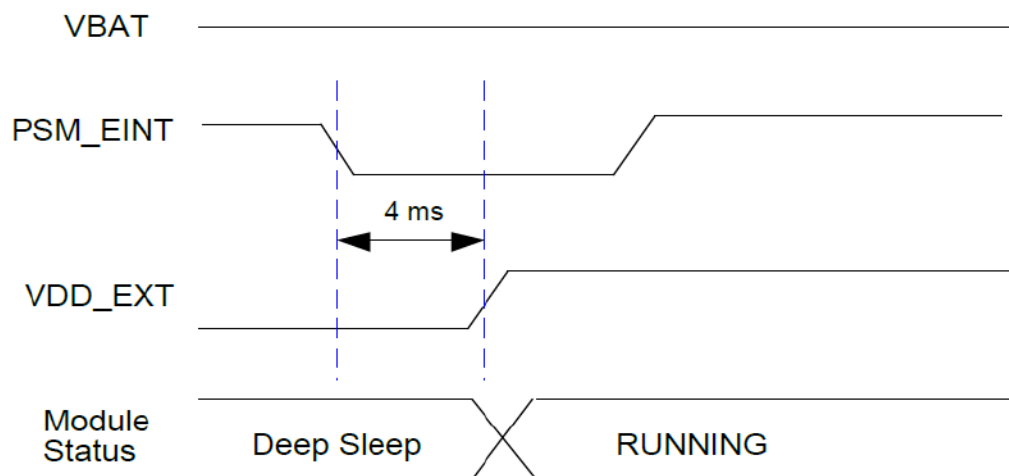 VBAT
PSM_EINT
4 ms
VDD_EXT
Module
Status
Deep Sleep
RUNNING